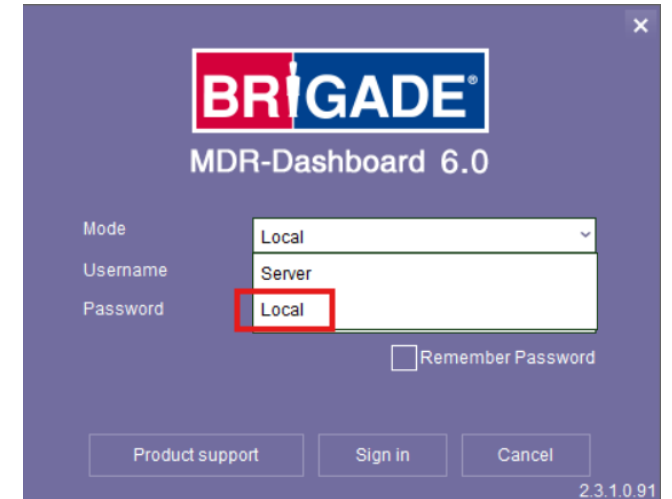 BRIGADE®
MDR-Dashboard 6.0
Mode
Local
Username
Server
Password
Local
Remember Password
Product support
Sign in
Cancel
2.3.1.0.91